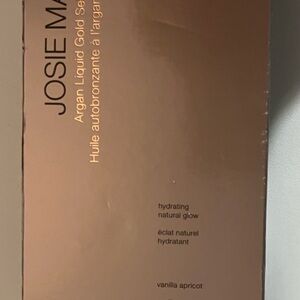 JOSIE MA
Argan Liquid Gold Se
Huile autobronzante à l'argan
hydrating
natural glow
éclat naturel
hydratant
vanilla apricot